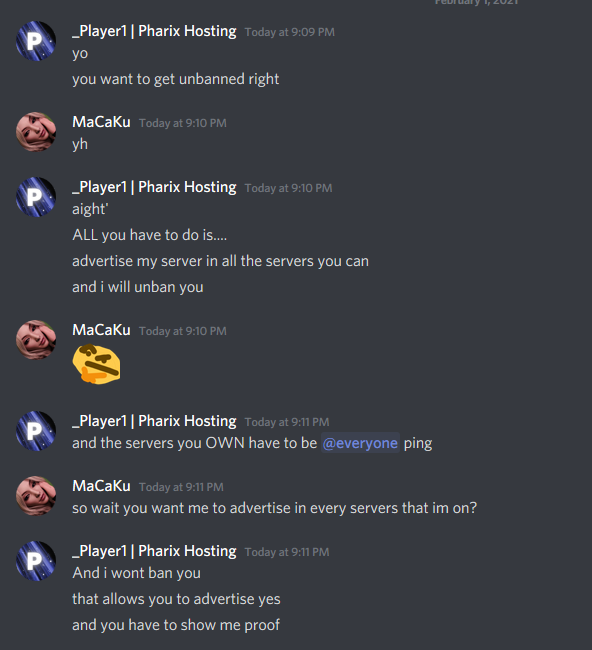 February 1, 2021
_Player1 | Pharix Hosting Today at 9:09 PM
yo
you want to get unbanned right
MaCaKu Today at 9:10 PM
yh
_Player1 | Pharix Hosting Today at 9:10 PM
aight'
ALL you have to do is....
advertise my server in all the servers you can
and i will unban you
MaCaKu Today at 9:10 PM
_Player1 | Pharix Hosting Today at 9:11 PM
and the servers you OWN have to be @everyone ping
MaCaKu Today at 9:11 PM
so wait you want me to advertise in every servers that im on?
_Player1 | Pharix Hosting Today at 9:11 PM
And i wont ban you
that allows you to advertise yes
and you have to show me proof